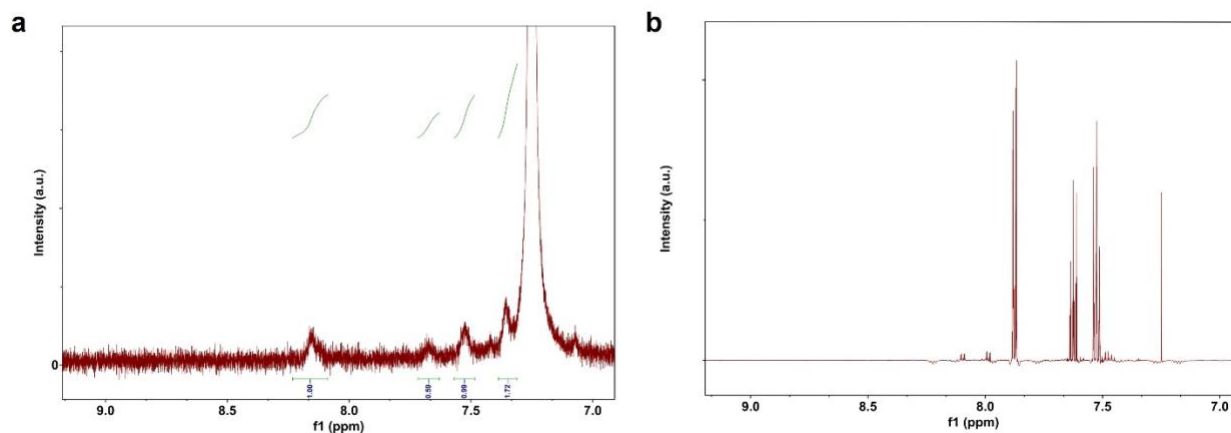 a
Intensity (a.u.)
0
1.00
0.59
0.99
1.72
9.0 8.5 8.0 7.5 7.0
f1 (ppm)
b
Intensity (a.u.)
9.0 8.5 8.0 7.5 7.0
f1 (ppm)